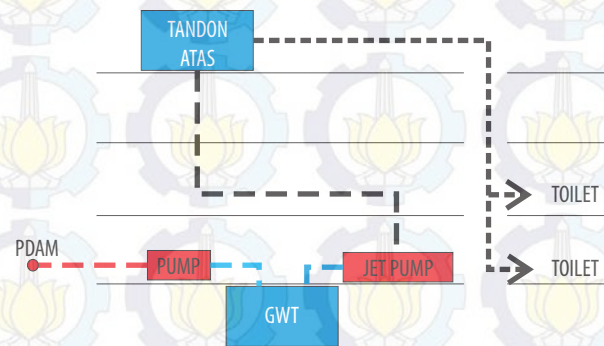 TANDON
ATAS
TOILET
PDAM
PUMP
JET PUMP
TOILET
GWT